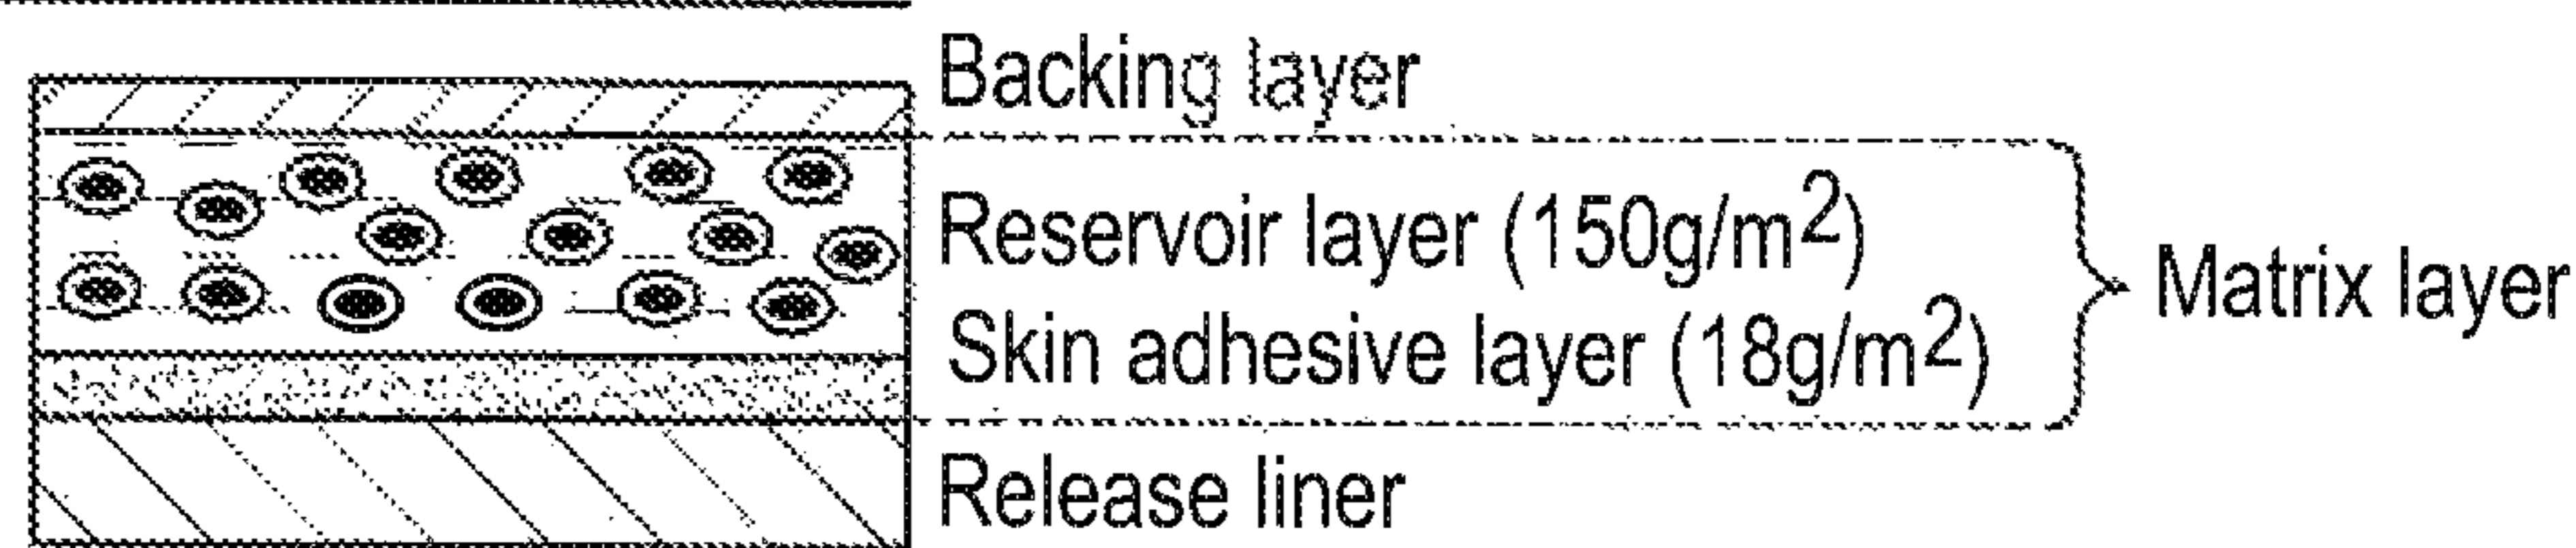 Backing layer
Reservoir layer (150g/m²)
Matrix layer
Skin adhesive layer (18g/m²)
Release liner